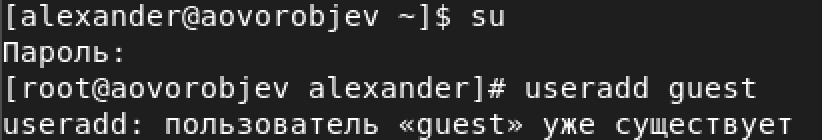 [alexander@aovorobjev ~]$ su
Пароль:
[root@aovorobjev alexander]# useradd guest
useradd: пользователь «guest» уже существует